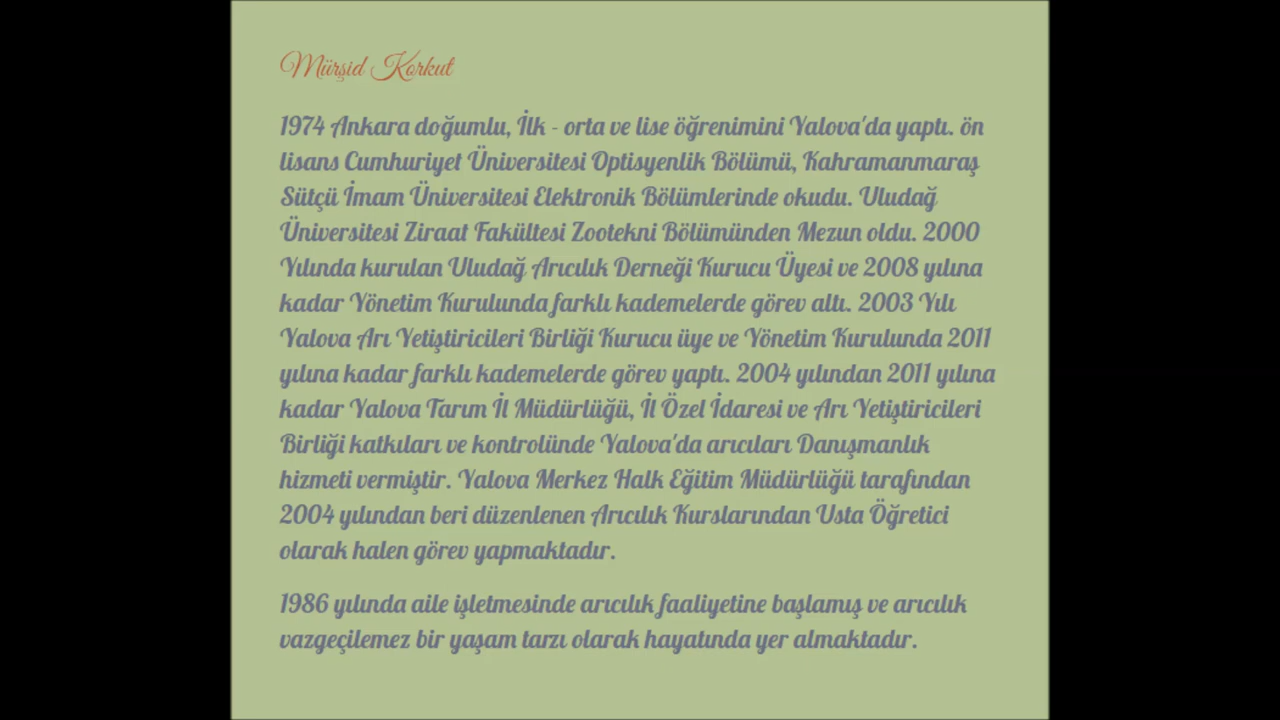 Mürşid Korkut
1974 Ankara doğumlu, İlk - orta ve lise öğrenimini Yalova'da yaptı. ön
lisans Cumhuriyet Üniversitesi Optisyenlik Bölümü, Kahramanmaraş
Sütçü İmam Üniversitesi Elektronik Bölümlerinde okudu. Uludağ
Üniversitesi Ziraat Fakültesi Zootekni Bölümünden Mezun oldu. 2000
Yılında kurulan Uludağ Arıcılık Derneği Kurucu Üyesi ve 2008 yılına
kadar Yönetim Kurulunda farklı kademelerde görev altı. 2003 Yılı
Yalova Arı Yetiştiricileri Birliği Kurucu üye ve Yönetim Kurulunda 2011
yılına kadar farklı kademelerde görev yaptı. 2004 yılından 2011 yılına
kadar Yalova Tarım İl Müdürlüğü, İl Özel İdaresi ve Arı Yetiştiricileri
Birliği katkıları ve kontrolünde Yalova'da arıcıları Danışmanlık
hizmeti vermiştir. Yalova Merkez Halk Eğitim Müdürlüğü tarafından
2004 yılından beri düzenlenen Arıcılık Kurslarından Usta Öğretici
olarak halen görev yapmaktadır.
1986 yılında aile işletmesinde arıcılık faaliyetine başlamış ve arıcılık
vazgeçilemez bir yaşam tarzı olarak hayatında yer almaktadır.